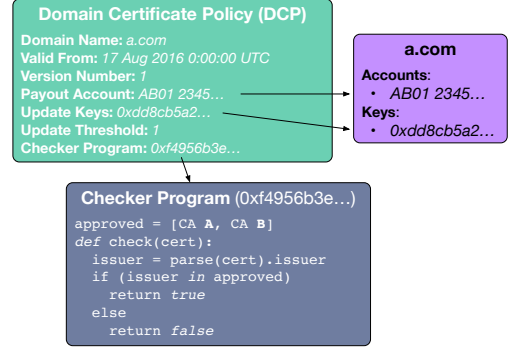 Domain Certificate Policy (DCP)
Domain Name: a.com
Valid From: 17 Aug 2016 0:00:00 UTC
Version Number: 1
Payout Account: AB01 2345…
Update Keys: 0xdd8cb5a2…
Update Threshold: 1
Checker Program: 0xf4956b3e…
a.com
Accounts:
• AB01 2345…
Keys:
• 0xdd8cb5a2…
Checker Program (0xf4956b3e…)
approved = [CA A, CA B]
def check(cert):
issuer = parse(cert).issuer
if (issuer in approved)
return true
else
return false